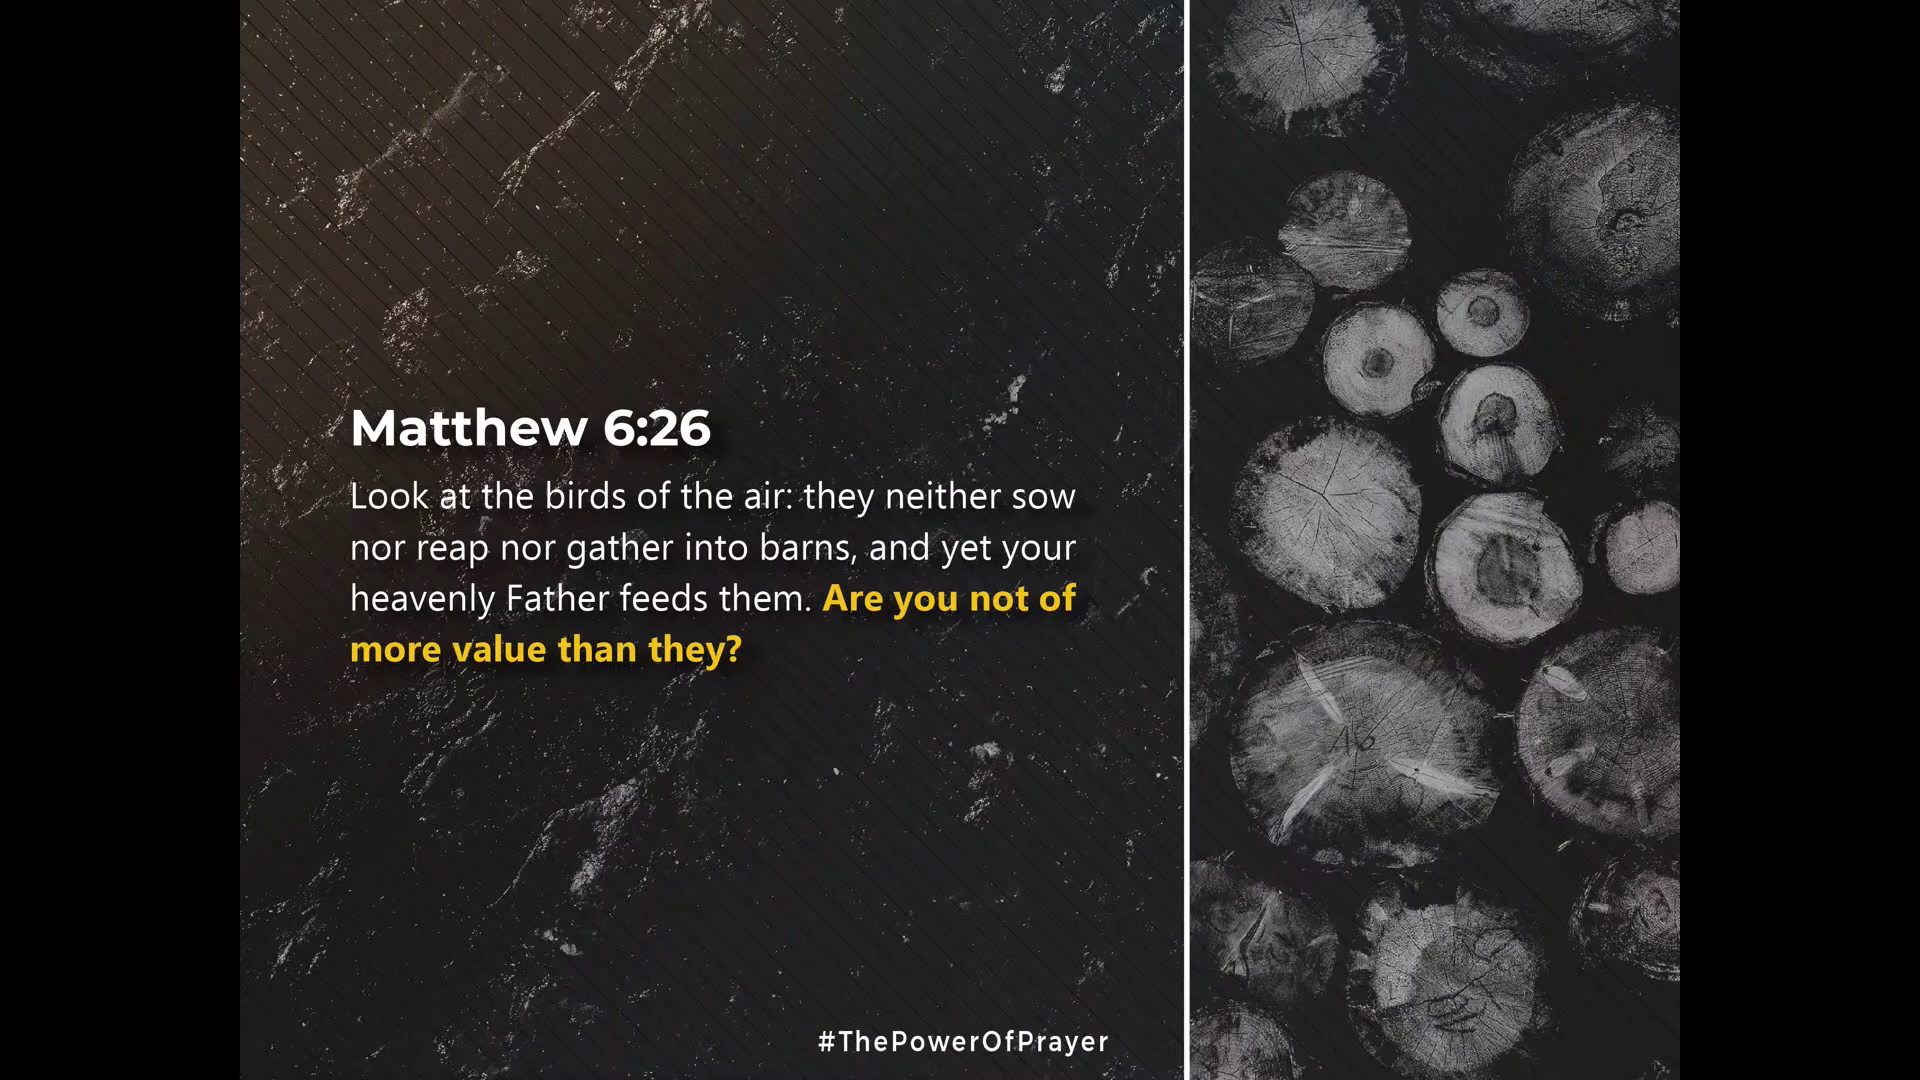 Matthew 6:26
Look at the birds of the air: they neither sow
nor reap nor gather into barns, and yet your
heavenly Father feeds them. Are you not of
more value than they?
#ThePowerOfPrayer